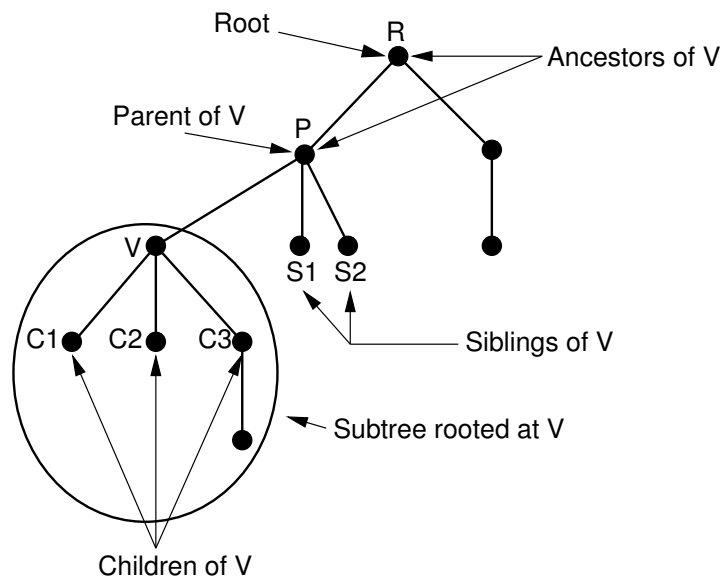 Root
R
Ancestors of V
Parent of V
P
V
S1
S2
C1
C2
C3
Siblings of V
Subtree rooted at V
Children of V